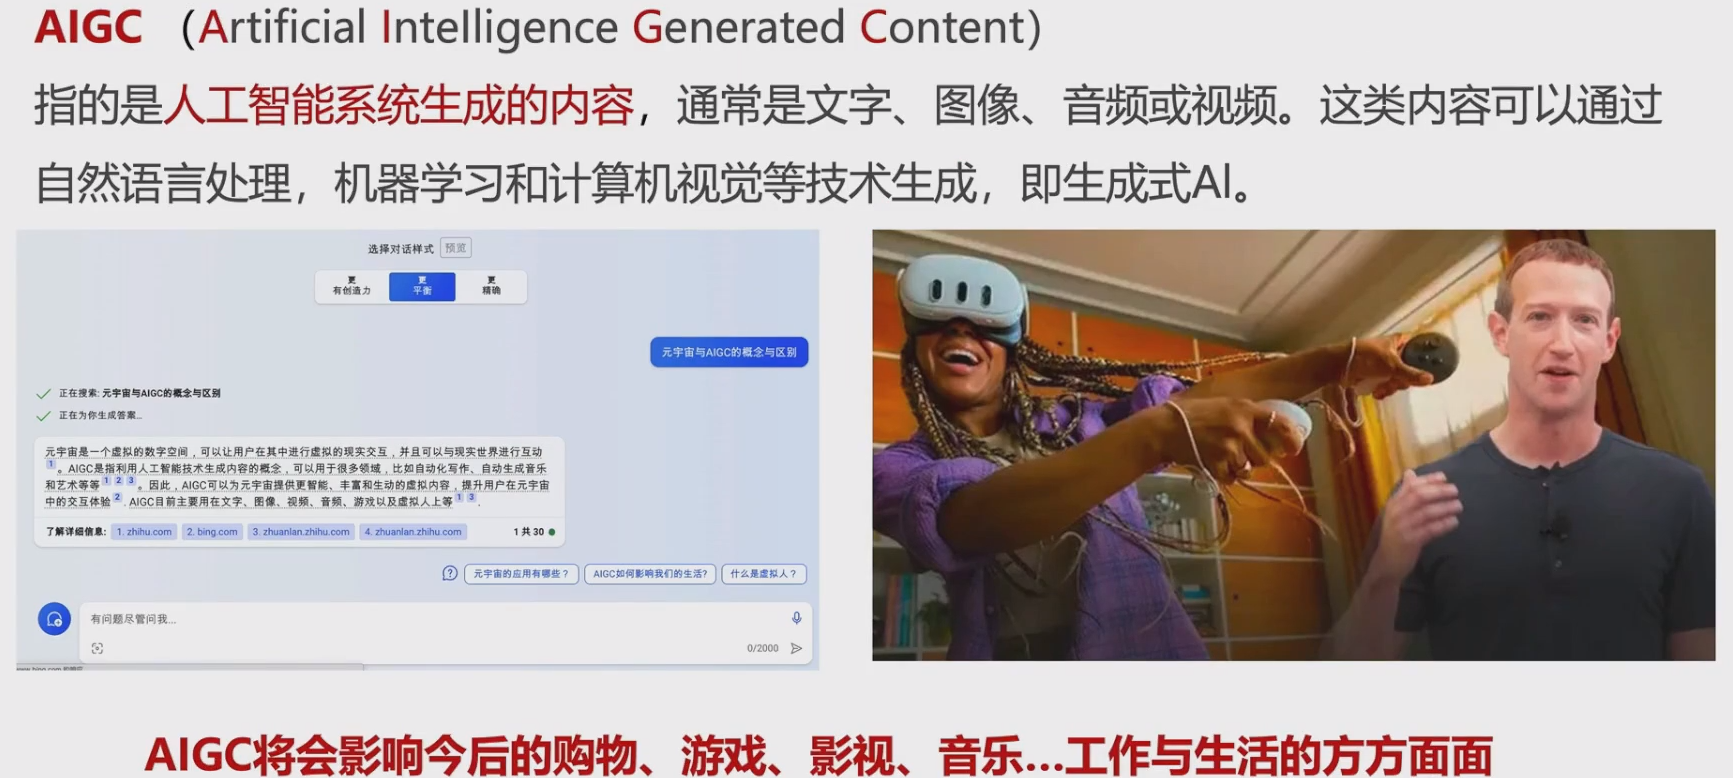 AIGC （Artificial Intelligence Generated Content）
指的是人工智能系统生成的内容，通常是文字、图像、音频或视频。这类内容可以通过
自然语言处理，机器学习和计算机视觉等技术生成，即生成式AI。
选择对话样式 预览
更 有创造力
更 平衡
更 精确
元宇宙与AIGC的概念与区别
正在搜索: 元宇宙与AIGC的概念与区别
正在为你生成答案...
元宇宙是一个虚拟的数字空间，可以让用户在其中进行虚拟的现实交互，并且可以与现实世界进行互动
1 。AIGC是指利用人工智能技术生成内容的概念，可以用于很多领域，比如自动化写作、自动生成音乐
和艺术等等 1 2 3 。因此，AIGC可以为元宇宙提供更智能、丰富和生动的虚拟内容，提升用户在元宇宙
中的交互体验 2 . AIGC目前主要用在文字、图像、视频、音频、游戏以及虚拟人上等 1 3 .
了解详细信息: 1. zhihu.com 2. bing.com 3. zhuanlan.zhihu.com 4. zhuanlan.zhihu.com 1 共 30
元宇宙的应用有哪些？ AIGC如何影响我们的生活? 什么是虚拟人？
有问题尽管问我...
0/2000
AIGC将会影响今后的购物、游戏、影视、音乐...工作与生活的方方面面